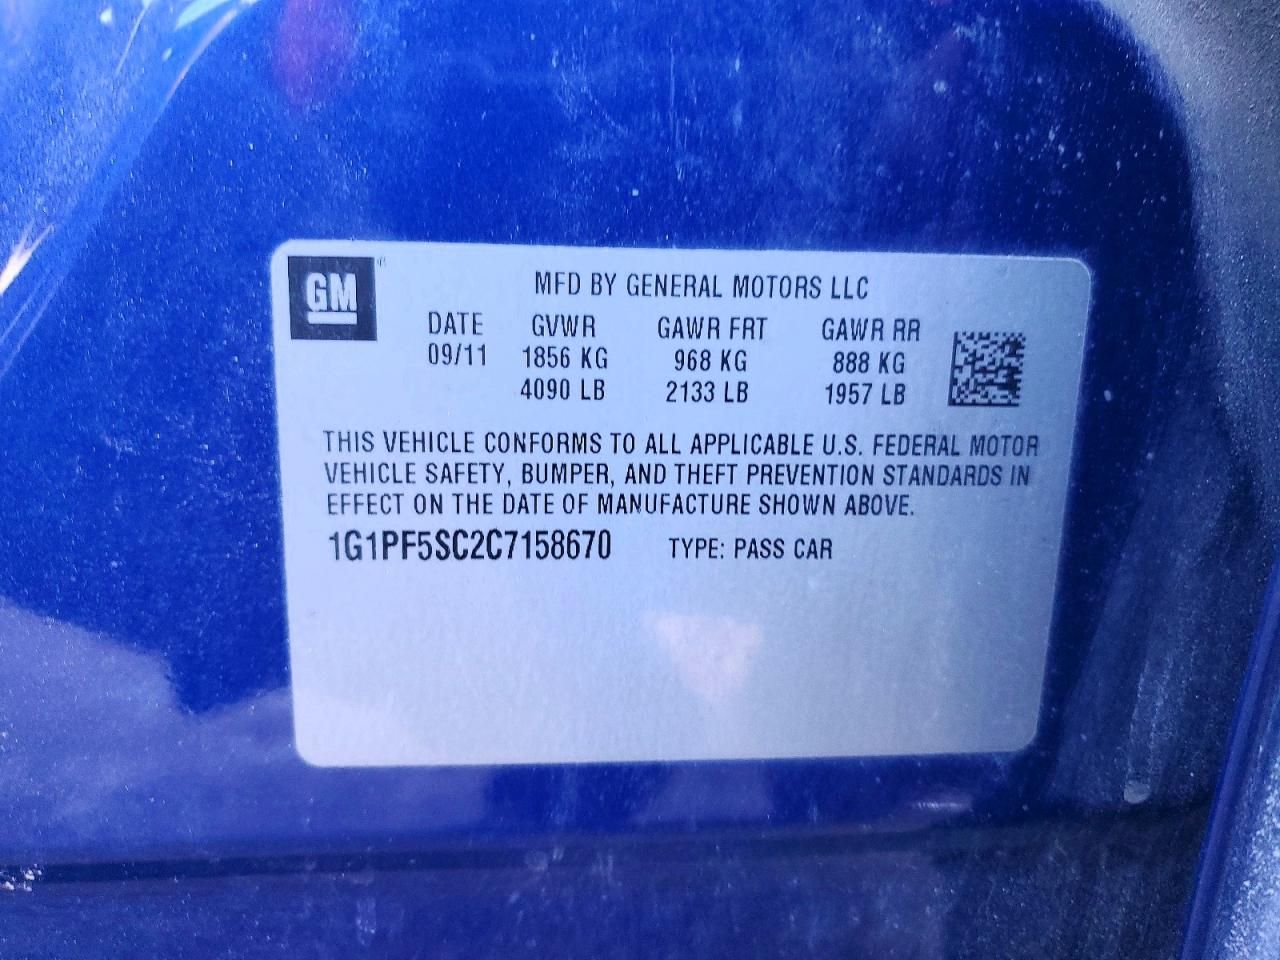 GM ®
MFD BY GENERAL MOTORS LLC
DATE GVWR GAWR FRT GAWR RR
09/11 1856 KG 968 KG 888 KG
4090 LB 2133 LB 1957 LB
THIS VEHICLE CONFORMS TO ALL APPLICABLE U.S. FEDERAL MOTOR
VEHICLE SAFETY, BUMPER, AND THEFT PREVENTION STANDARDS IN
EFFECT ON THE DATE OF MANUFACTURE SHOWN ABOVE.
1G1PF5SC2C7158670 TYPE: PASS CAR